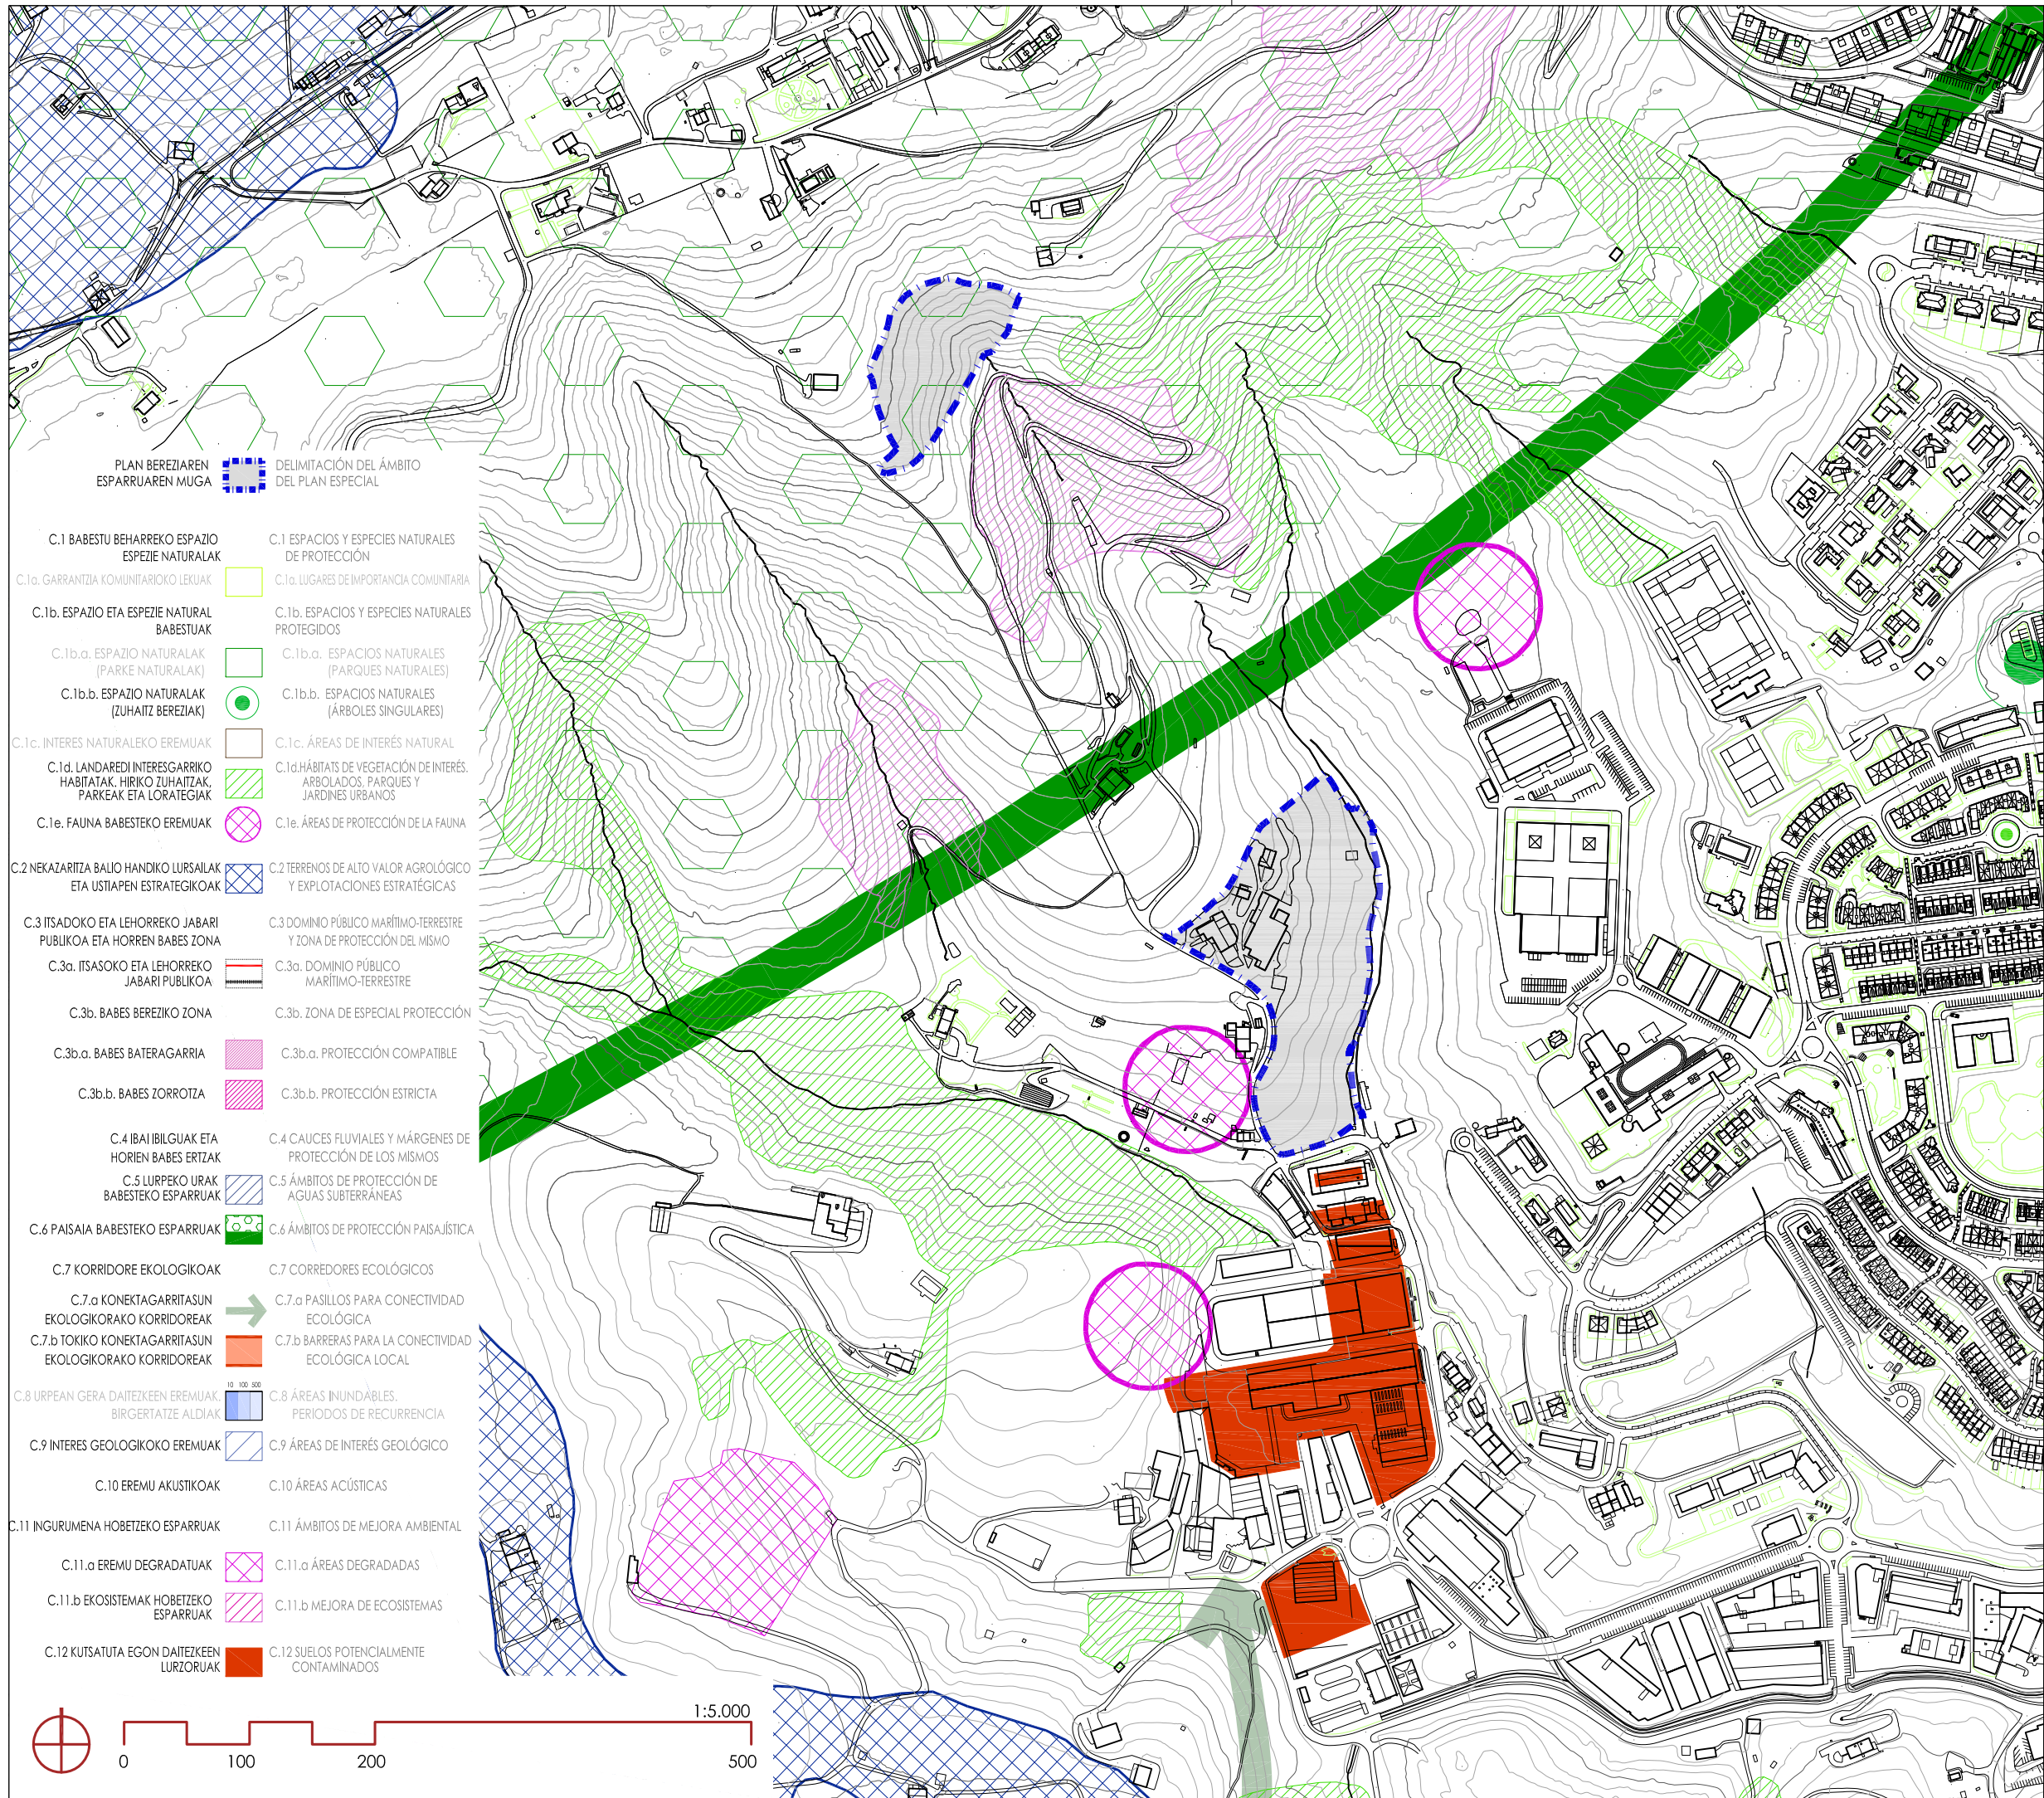 PLAN BEREZIAREN
ESPARRUAREN MUGA
DELIMITACIÓN DEL ÁMBITO
DEL PLAN ESPECIAL
C.1 BABESTU BEHARREKO ESPAZIO
ESPEZIE NATURALAK
C.1 ESPACIOS Y ESPECIES NATURALES
DE PROTECCIÓN
C.1a. GARRANTZIA KOMUNITARIOKO LEKUAK
C.1a. LUGARES DE IMPORTANCIA COMUNITARIA
C.1b. ESPAZIO ETA ESPEZIE NATURAL
BABESTUAK
C.1b. ESPACIOS Y ESPECIES NATURALES
PROTEGIDOS
C.1b.a. ESPAZIO NATURALAK
(PARKE NATURALAK)
C.1b.a. ESPACIOS NATURALES
(PARQUES NATURALES)
C.1b.b. ESPAZIO NATURALAK
(ZUHAITZ BEREZIAK)
C.1b.b. ESPACIOS NATURALES
(ÁRBOLES SINGULARES)
C.1c. INTERES NATURALEKO EREMUAK
C.1c. ÁREAS DE INTERÉS NATURAL
C.1d. LANDAREDI INTERESGARRIKO
HABITATAK. HIRIKO ZUHAITZAK,
PARKEAK ETA LORATEGIAK
C.1d.HÁBITATS DE VEGETACIÓN DE INTERÉS.
ARBOLADOS, PARQUES Y
JARDINES URBANOS
C.1e. FAUNA BABESTEKO EREMUAK
C.1e. ÁREAS DE PROTECCIÓN DE LA FAUNA
C.2 NEKAZARITZA BALIO HANDIKO LURSAILAK
ETA USTIAPEN ESTRATEGIKOAK
C.2 TERRENOS DE ALTO VALOR AGROLÓGICO
Y EXPLOTACIONES ESTRATÉGICAS
C.3 ITSADOKO ETA LEHORREKO JABARI
PUBLIKOA ETA HORREN BABES ZONA
C.3 DOMINIO PÚBLICO MARÍTIMO-TERRESTRE
Y ZONA DE PROTECCIÓN DEL MISMO
C.3a. ITSASOKO ETA LEHORREKO
JABARI PUBLIKOA
C.3a. DOMINIO PÚBLICO
MARÍTIMO-TERRESTRE
C.3b. BABES BEREZIKO ZONA
C.3b. ZONA DE ESPECIAL PROTECCIÓN
C.3b.a. BABES BATERAGARRIA
C.3b.a. PROTECCIÓN COMPATIBLE
C.3b.b. BABES ZORROTZA
C.3b.b. PROTECCIÓN ESTRICTA
C.4 IBAI IBILGUAK ETA
HORIEN BABES ERTZAK
C.4 CAUCES FLUVIALES Y MÁRGENES DE
PROTECCIÓN DE LOS MISMOS
C.5 LURPEKO URAK
BABESTEKO ESPARRUAK
C.5 ÁMBITOS DE PROTECCIÓN DE
AGUAS SUBTERRÁNEAS
C.6 PAISAIA BABESTEKO ESPARRUAK
C.6 ÁMBITOS DE PROTECCIÓN PAISAJÍSTICA
C.7 KORRIDORE EKOLOGIKOAK
C.7 CORREDORES ECOLÓGICOS
C.7.a KONEKTAGARRITASUN
EKOLOGIKORAKO KORRIDOREAK
C.7.a PASILLOS PARA CONECTIVIDAD
ECOLÓGICA
C.7.b TOKIKO KONEKTAGARRITASUN
EKOLOGIKORAKO KORRIDOREAK
C.7.b BARRERAS PARA LA CONECTIVIDAD
ECOLÓGICA LOCAL
C.8 URPEAN GERA DAITEZKEEN EREMUAK.
BIRGERTATZE ALDIAK
10 100 500
C.8 ÁREAS INUNDABLES.
PERÍODOS DE RECURRENCIA
C.9 INTERES GEOLOGIKOKO EREMUAK
C.9 ÁREAS DE INTERÉS GEOLÓGICO
C.10 EREMU AKUSTIKOAK
C.10 ÁREAS ACÚSTICAS
C.11 INGURUMENA HOBETZEKO ESPARRUAK
C.11 ÁMBITOS DE MEJORA AMBIENTAL
C.11.a EREMU DEGRADATUAK
C.11.a ÁREAS DEGRADADAS
C.11.b EKOSISTEMAK HOBETZEKO
ESPARRUAK
C.11.b MEJORA DE ECOSISTEMAS
C.12 KUTSATUTA EGON DAITEZKEEN
LURZORUAK
C.12 SUELOS POTENCIALMENTE
CONTAMINADOS
1:5.000
0 100 200 500